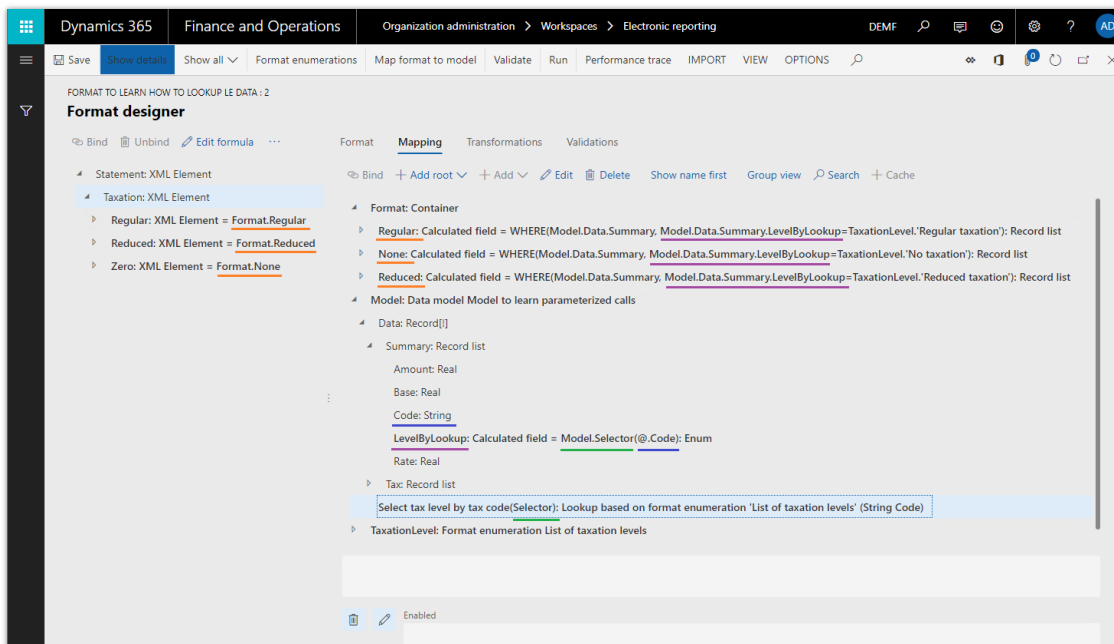 Dynamics 365 Finance and Operations Organization administration > Workspaces > Electronic reporting DEMF ? AD
Save Show details Show all Format enumerations Map format to model Validate Run Performance trace IMPORT VIEW OPTIONS 0
FORMAT TO LEARN HOW TO LOOKUP LE DATA : 2
Format designer
Bind Unbind Edit formula ...
Format Mapping Transformations Validations
Statement: XML Element
Taxation: XML Element
Regular: XML Element = Format.Regular
Reduced: XML Element = Format.Reduced
Zero: XML Element = Format.None
Bind + Add root + Add Edit Delete Show name first Group view Search + Cache
Format: Container
Regular: Calculated field = WHERE(Model.Data.Summary, Model.Data.Summary.LevelByLookup=TaxationLevel.'Regular taxation'): Record list
None: Calculated field = WHERE(Model.Data.Summary, Model.Data.Summary.LevelByLookup=TaxationLevel.'No taxation'): Record list
Reduced: Calculated field = WHERE(Model.Data.Summary, Model.Data.Summary.LevelByLookup=TaxationLevel.'Reduced taxation'): Record list
Model: Data model Model to learn parameterized calls
Data: Record[!]
Summary: Record list
Amount: Real
Base: Real
Code: String
LevelByLookup: Calculated field = Model.Selector(@.Code): Enum
Rate: Real
Tax: Record list
Select tax level by tax code(Selector): Lookup based on format enumeration 'List of taxation levels' (String Code)
TaxationLevel: Format enumeration List of taxation levels
Enabled